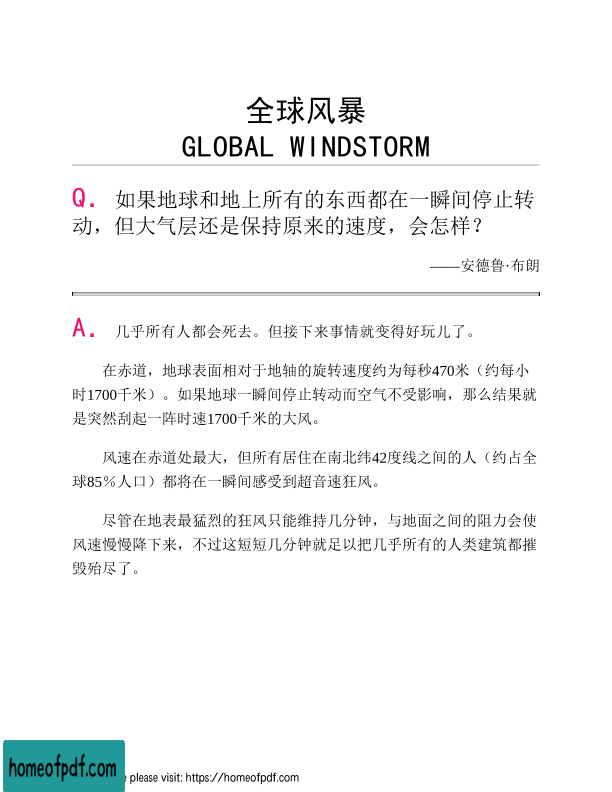 全球风暴
GLOBAL WINDSTORM
Q. 如果地球和地上所有的东西都在一瞬间停止转
动，但大气层还是保持原来的速度，会怎样？
——安德鲁·布朗
A. 几乎所有人都会死去。但接下来事情就变得好玩儿了。
在赤道，地球表面相对于地轴的旋转速度约为每秒470米（约每小
时1700千米）。如果地球一瞬间停止转动而空气不受影响，那么结果就
是突然刮起一阵时速1700千米的大风。
风速在赤道处最大，但所有居住在南北纬42度线之间的人（约占全
球85％人口）都将在一瞬间感受到超音速狂风。
尽管在地表最猛烈的狂风只能维持几分钟，与地面之间的阻力会使
风速慢慢降下来，不过这短短几分钟就足以把几乎所有的人类建筑都摧
毁殆尽了。
homeofpdf.com
please visit: https://homeofpdf.com